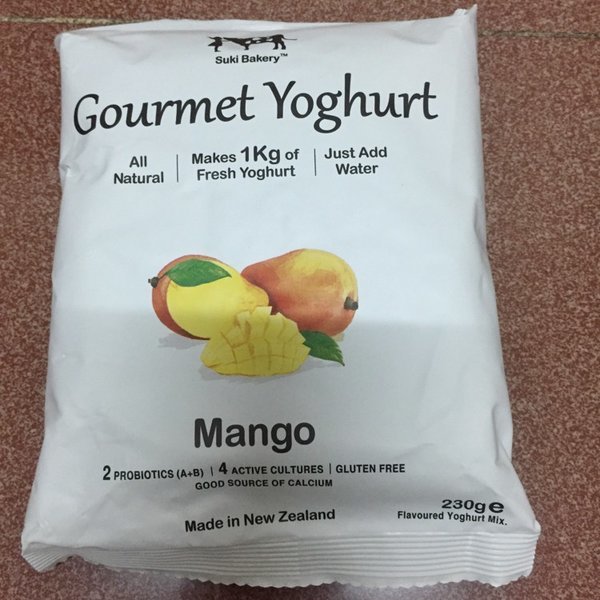 Suki Bakery™
Gourmet Yoghurt
All Natural | Makes 1Kg of Fresh Yoghurt | Just Add Water
Mango
2 PROBIOTICS (A+B) | 4 ACTIVE CULTURES | GLUTEN FREE
GOOD SOURCE OF CALCIUM
Made in New Zealand
230g e
Flavoured Yoghurt Mix.